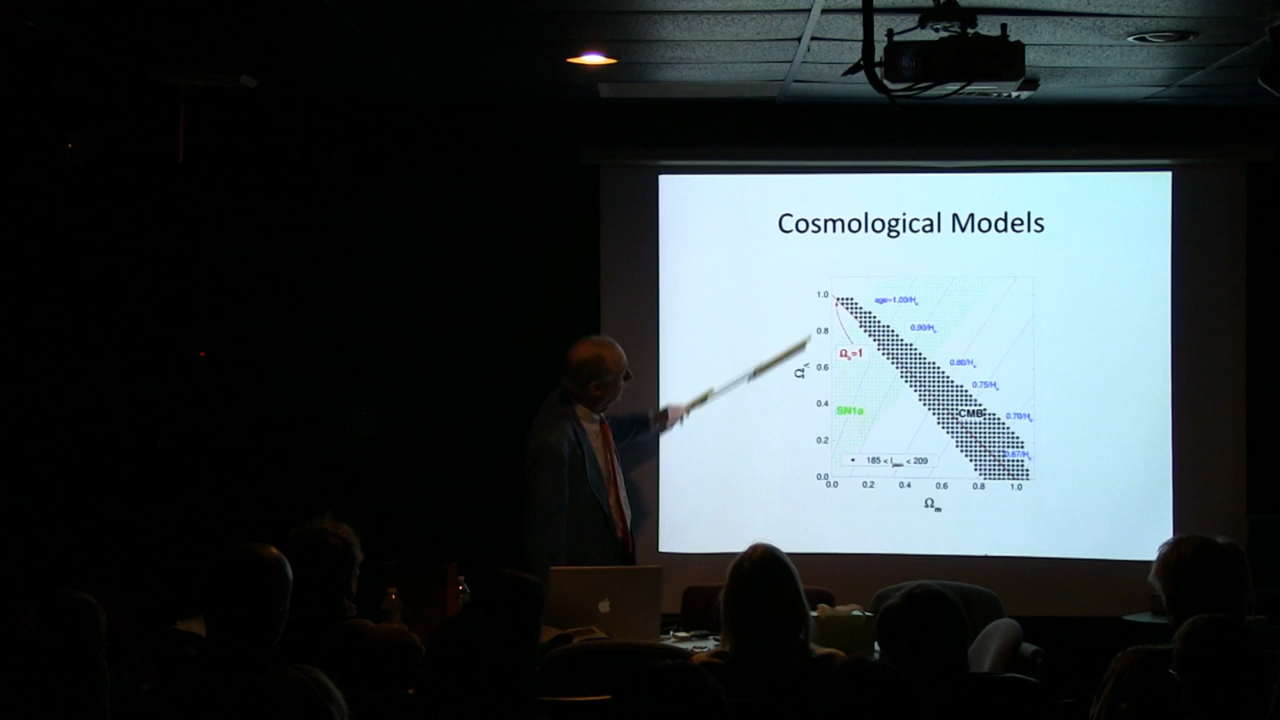 Cosmological Models
1.0
age=1.00/H₀
0.90/H₀
0.8
Ω₀=1
0.80/H₀
0.6
Ω_Λ
0.75/H₀
0.4
SN1a
CMB
0.70/H₀
0.2
0.67/H₀
185 < l_peak < 209
0.0
0.0 0.2 0.4 0.6 0.8 1.0
Ω_m